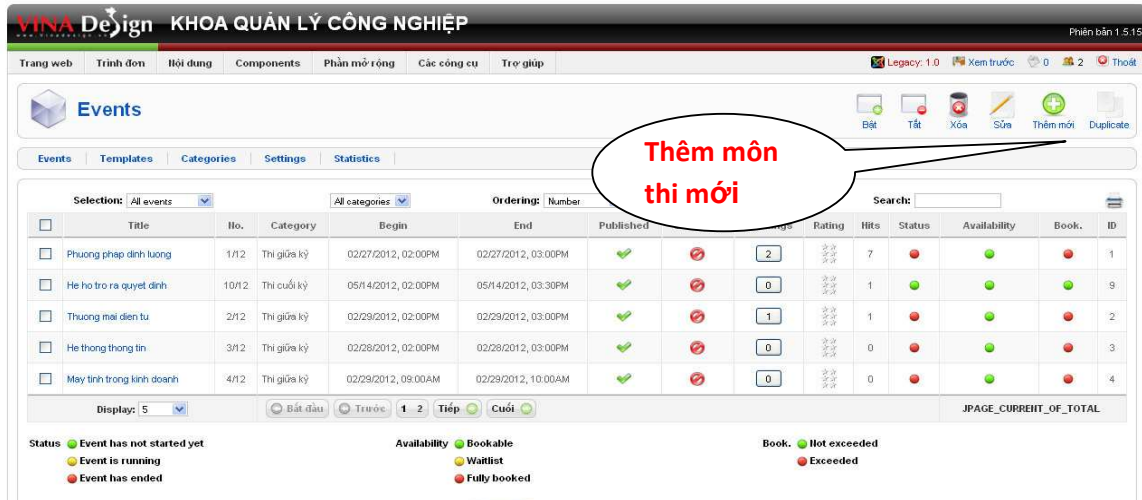 VINA DeSign KHOA QUẢN LÝ CÔNG NGHIỆP
Phiên bản 1.5.15
Trang web Trình đơn Nội dung Components Phần mở rộng Các công cụ Trợ giúp Legacy: 1.0 Xem trước 0 2 Thoát
Events
Bật Tắt Xóa Sửa Thêm mới Duplicate
Thêm môn
thi mới
Events Templates Categories Settings Statistics
Selection: All events All categories Ordering: Number Search:
Title No. Category Begin End Published Rating Hits Status Availability Book. ID
Phuong phap dinh luong 1/12 Thi giữa kỳ 02/27/2012, 02:00PM 02/27/2012, 03:00PM 2 7 1
He ho tro ra quyet dinh 10/12 Thi cuối kỳ 05/14/2012, 02:00PM 05/14/2012, 03:30PM 0 1 9
Thuong mai dien tu 2/12 Thi giữa kỳ 02/29/2012, 02:00PM 02/29/2012, 03:00PM 1 1 2
He thong thong tin 3/12 Thi giữa kỳ 02/28/2012, 02:00PM 02/28/2012, 03:00PM 0 0 3
May tinh trong kinh doanh 4/12 Thi giữa kỳ 02/29/2012, 09:00AM 02/29/2012, 10:00AM 0 0 4
Display: 5 Bắt đầu Trước 1 2 Tiếp Cuối JPAGE_CURRENT_OF_TOTAL
Status Event has not started yet Availability Bookable Book. Not exceeded
Event is running Waitlist Exceeded
Event has ended Fully booked